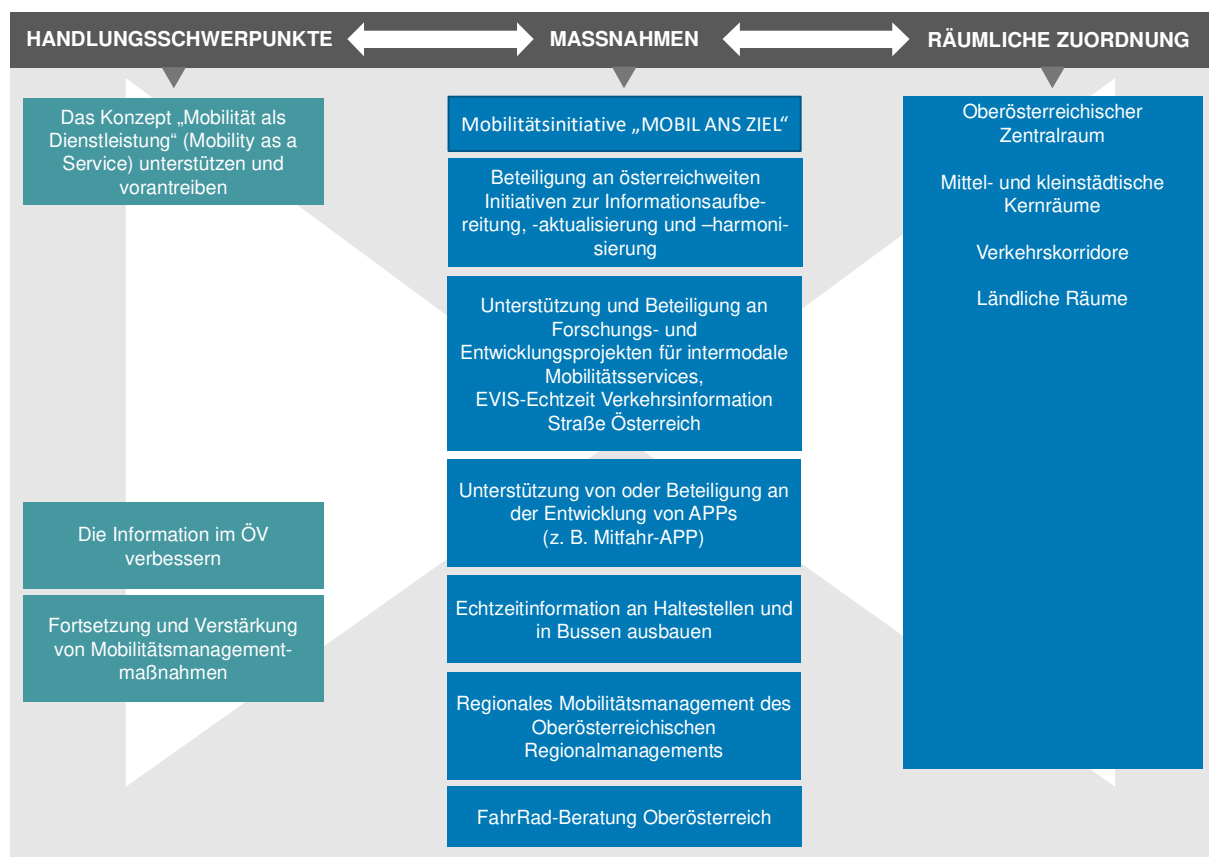 HANDLUNGSSCHWERPUNKTE
MASSNAHMEN
RÄUMLICHE ZUORDNUNG
Das Konzept „Mobilität als
Dienstleistung“ (Mobility as a
Service) unterstützen und
vorantreiben
Die Information im ÖV
verbessern
Fortsetzung und Verstärkung
von Mobilitätsmanagement-
maßnahmen
Mobilitätsinitiative „MOBIL ANS ZIEL“
Beteiligung an österreichweiten
Initiativen zur Informationsaufbe-
reitung, -aktualisierung und –harmoni-
sierung
Unterstützung und Beteiligung an
Forschungs- und
Entwicklungsprojekten für intermodale
Mobilitätsservices,
EVIS-Echtzeit Verkehrsinformation
Straße Österreich
Unterstützung von oder Beteiligung an
der Entwicklung von APPs
(z. B. Mitfahr-APP)
Echtzeitinformation an Haltestellen und
in Bussen ausbauen
Regionales Mobilitätsmanagement des
Oberösterreichischen
Regionalmanagements
FahrRad-Beratung Oberösterreich
Oberösterreichischer
Zentralraum
Mittel- und kleinstädtische
Kernräume
Verkehrskorridore
Ländliche Räume